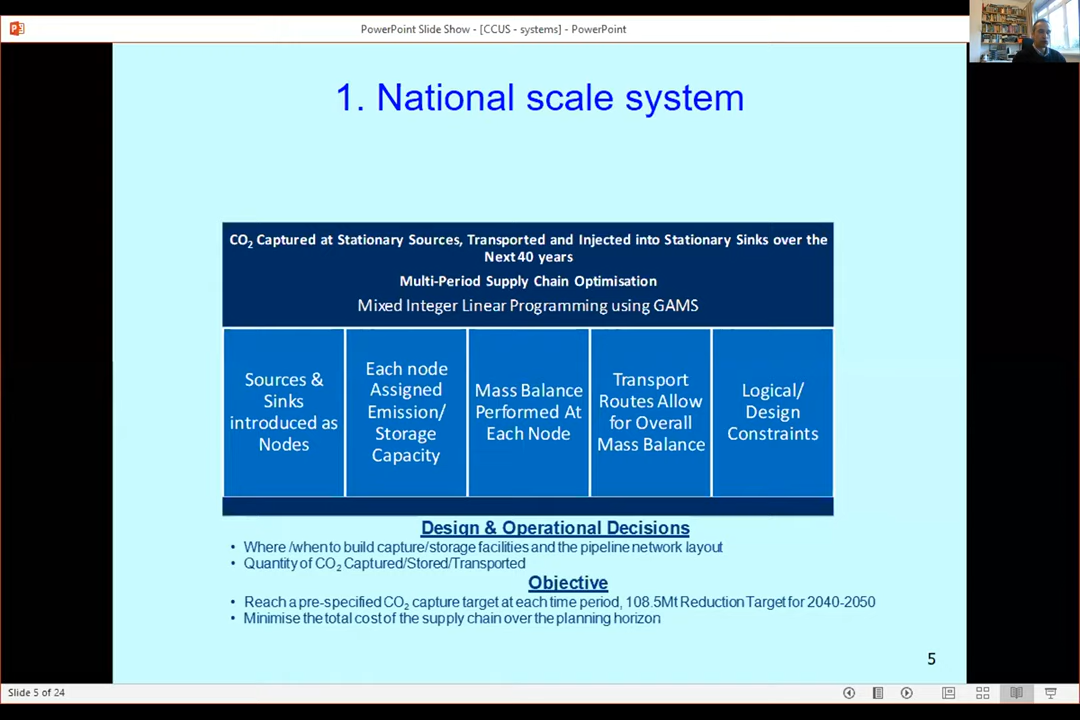 PowerPoint Slide Show - [CCUS - systems] - PowerPoint
1. National scale system
CO₂ Captured at Stationary Sources, Transported and Injected into Stationary Sinks over the
Next 40 years
Multi-Period Supply Chain Optimisation
Mixed Integer Linear Programming using GAMS
Sources &
Sinks
introduced as
Nodes
Each node
Assigned
Emission/
Storage
Capacity
Mass Balance
Performed At
Each Node
Transport
Routes Allow
for Overall
Mass Balance
Logical/
Design
Constraints
Design & Operational Decisions
• Where /when to build capture/storage facilities and the pipeline network layout
• Quantity of CO₂ Captured/Stored/Transported
Objective
• Reach a pre-specified CO₂ capture target at each time period, 108.5Mt Reduction Target for 2040-2050
• Minimise the total cost of the supply chain over the planning horizon
5
Slide 5 of 24